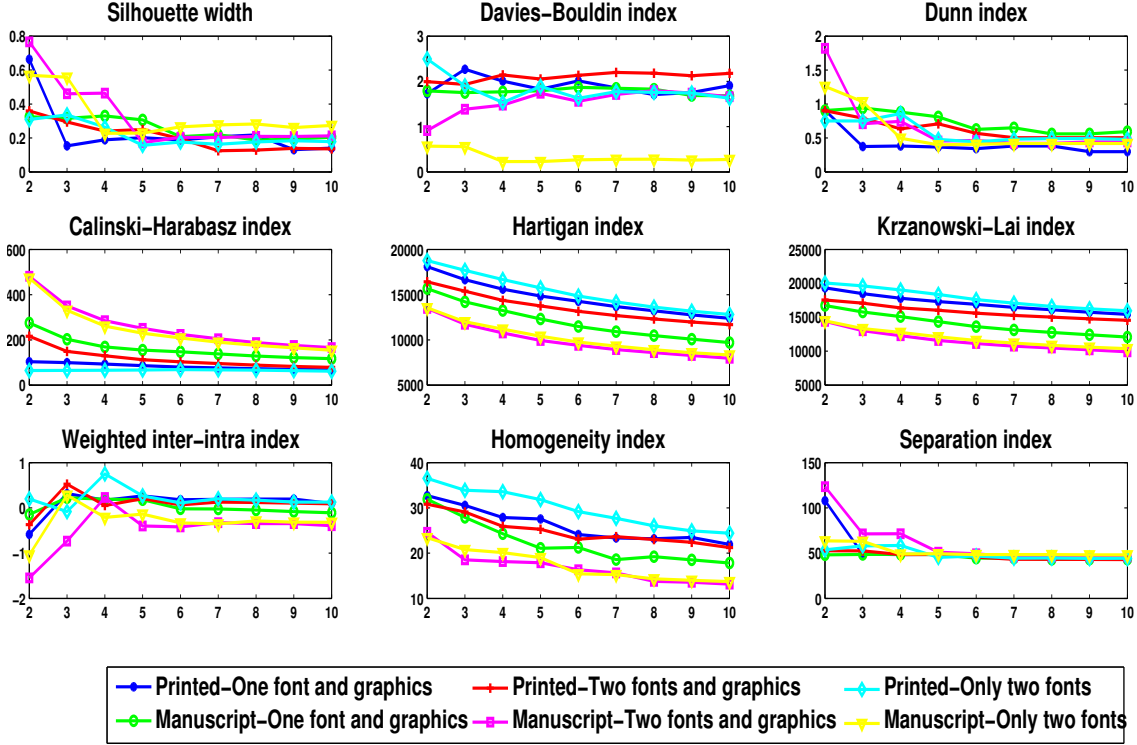 Silhouette width
Davies−Bouldin index
Dunn index
0.8
0.6
0.4
0.2
0
2 3 4 5 6 7 8 9 10
3
2
1
0
2 3 4 5 6 7 8 9 10
2
1.5
1
0.5
0
2 3 4 5 6 7 8 9 10
Calinski−Harabasz index
Hartigan index
Krzanowski−Lai index
600
400
200
0
2 3 4 5 6 7 8 9 10
20000
15000
10000
5000
2 3 4 5 6 7 8 9 10
25000
20000
15000
10000
5000
2 3 4 5 6 7 8 9 10
Weighted inter−intra index
Homogeneity index
Separation index
1
0
−1
−2
2 3 4 5 6 7 8 9 10
40
30
20
10
2 3 4 5 6 7 8 9 10
150
100
50
0
2 3 4 5 6 7 8 9 10
Printed−One font and graphics
Printed−Two fonts and graphics
Printed−Only two fonts
Manuscript−One font and graphics
Manuscript−Two fonts and graphics
Manuscript−Only two fonts